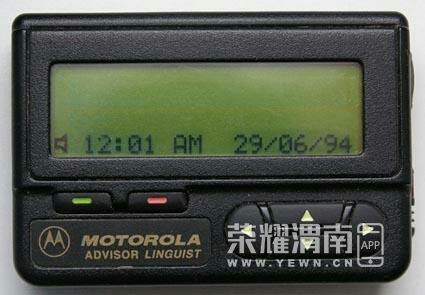 12:01 AM 29/06/94
MOTOROLA
ADVISOR LINGUIST
荣耀渭南 APP
WWW.YEWN.CN